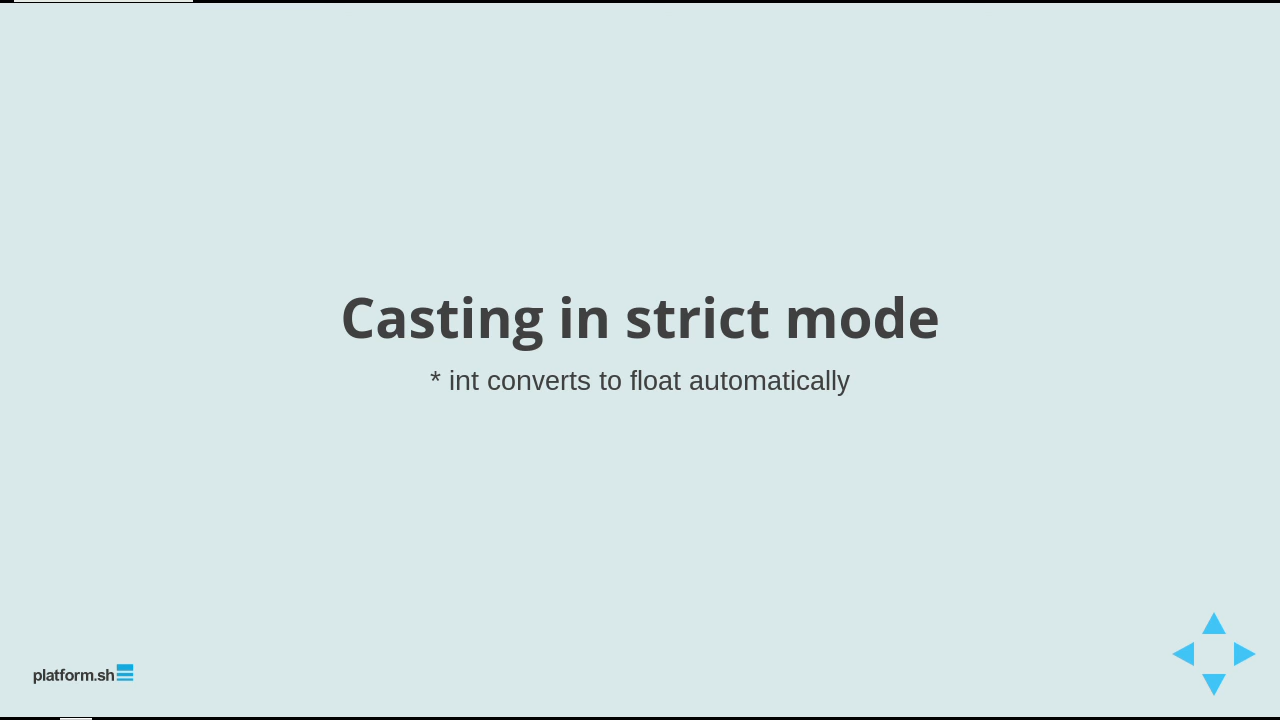 Casting in strict mode
* int converts to float automatically
platform.sh